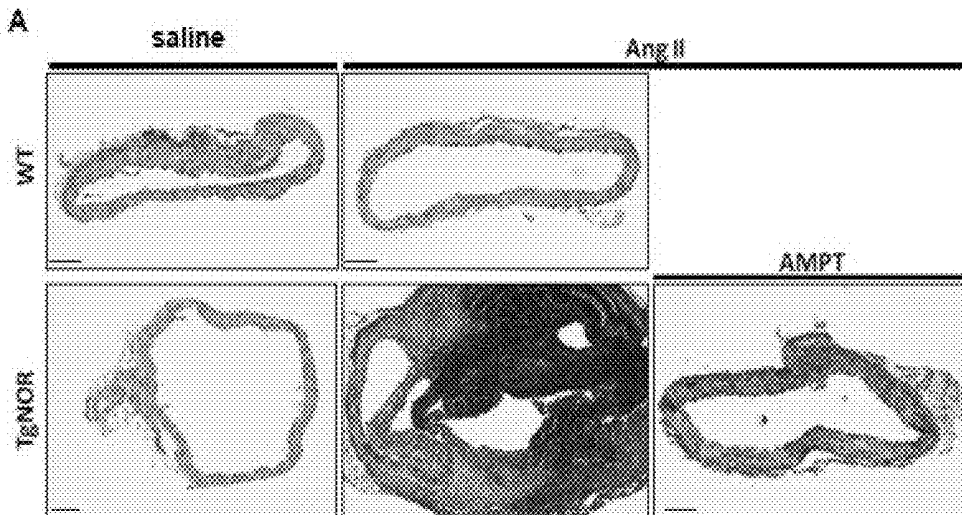 A
saline
Ang II
WT
AMPT
TgNOR